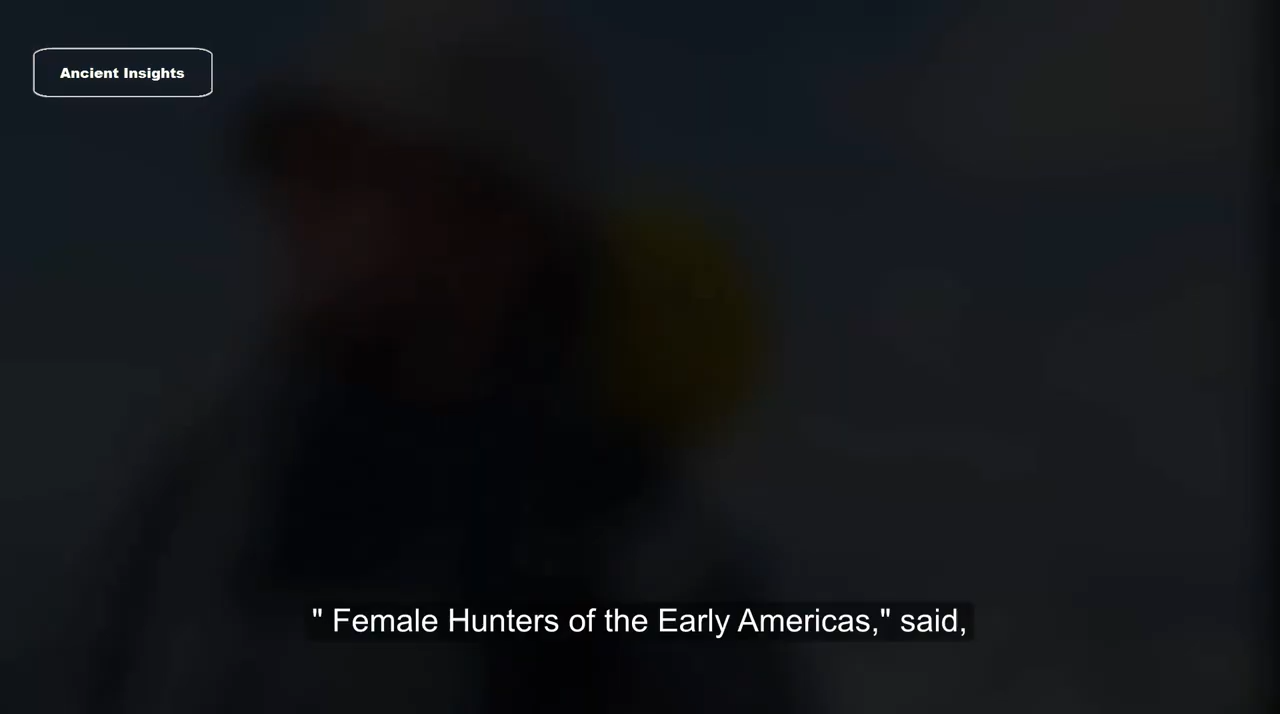 Ancient Insights
" Female Hunters of the Early Americas," said,